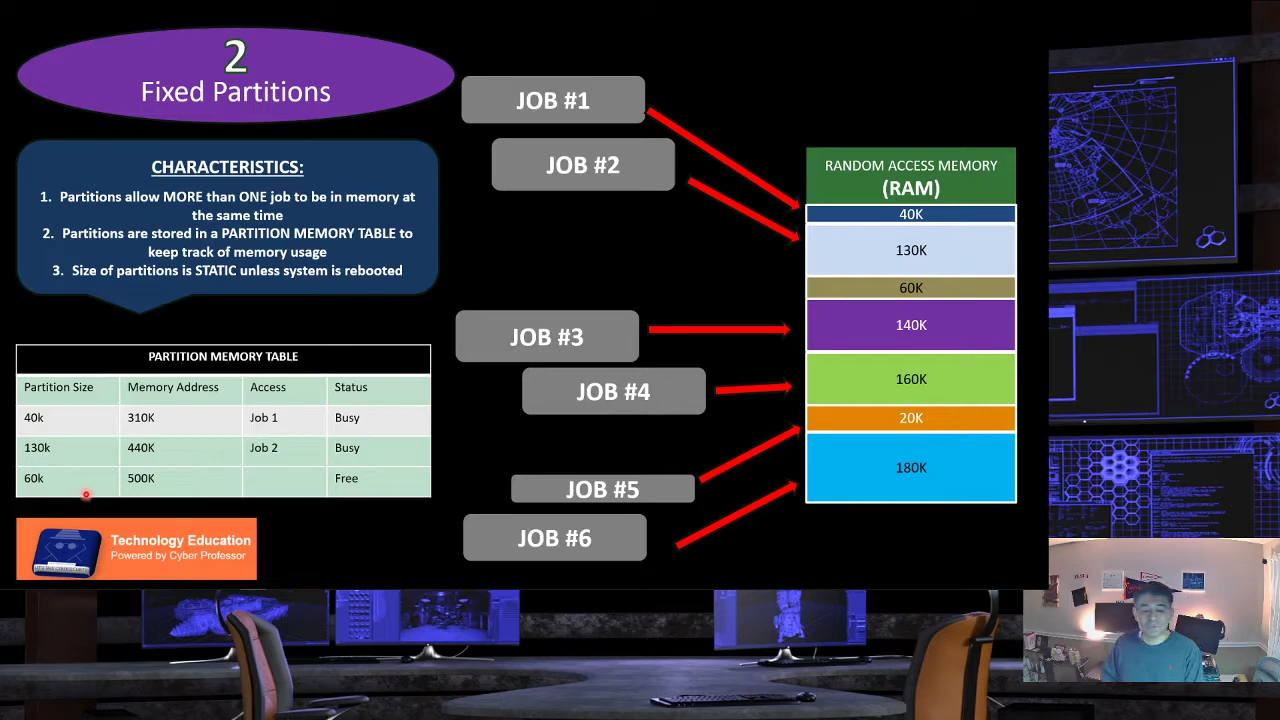 2
Fixed Partitions
CHARACTERISTICS:
1. Partitions allow MORE than ONE job to be in memory at
the same time
2. Partitions are stored in a PARTITION MEMORY TABLE to
keep track of memory usage
3. Size of partitions is STATIC unless system is rebooted
PARTITION MEMORY TABLE
Partition Size Memory Address Access Status
40k 310K Job 1 Busy
130k 440K Job 2 Busy
60k 500K Free
Technology Education
Powered by Cyber Professor
JOB #1
JOB #2
JOB #3
JOB #4
JOB #5
JOB #6
RANDOM ACCESS MEMORY
(RAM)
40K
130K
60K
140K
160K
20K
180K